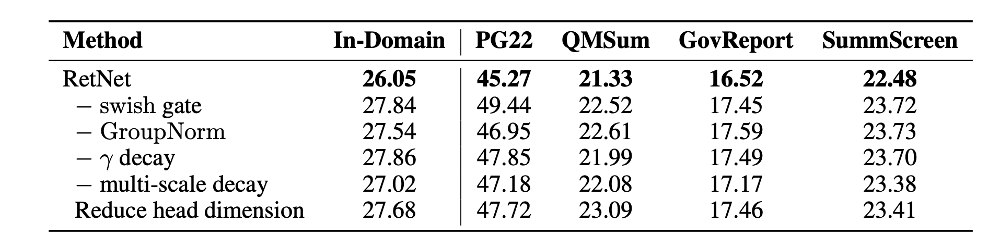 Method In-Domain PG22 QMSum GovReport SummScreen
RetNet 26.05 45.27 21.33 16.52 22.48
− swish gate 27.84 49.44 22.52 17.45 23.72
− GroupNorm 27.54 46.95 22.61 17.59 23.73
− γ decay 27.86 47.85 21.99 17.49 23.70
− multi-scale decay 27.02 47.18 22.08 17.17 23.38
Reduce head dimension 27.68 47.72 23.09 17.46 23.41